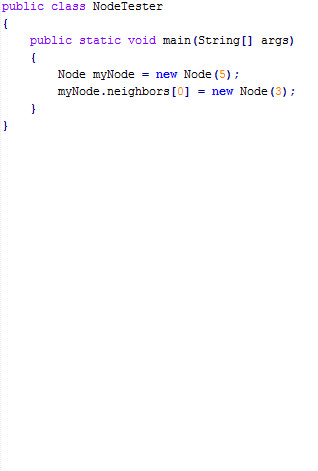 public class NodeTester
{
    public static void main(String[] args)
    {
        Node myNode = new Node(5);
        myNode.neighbors[0] = new Node(3);
    }
}